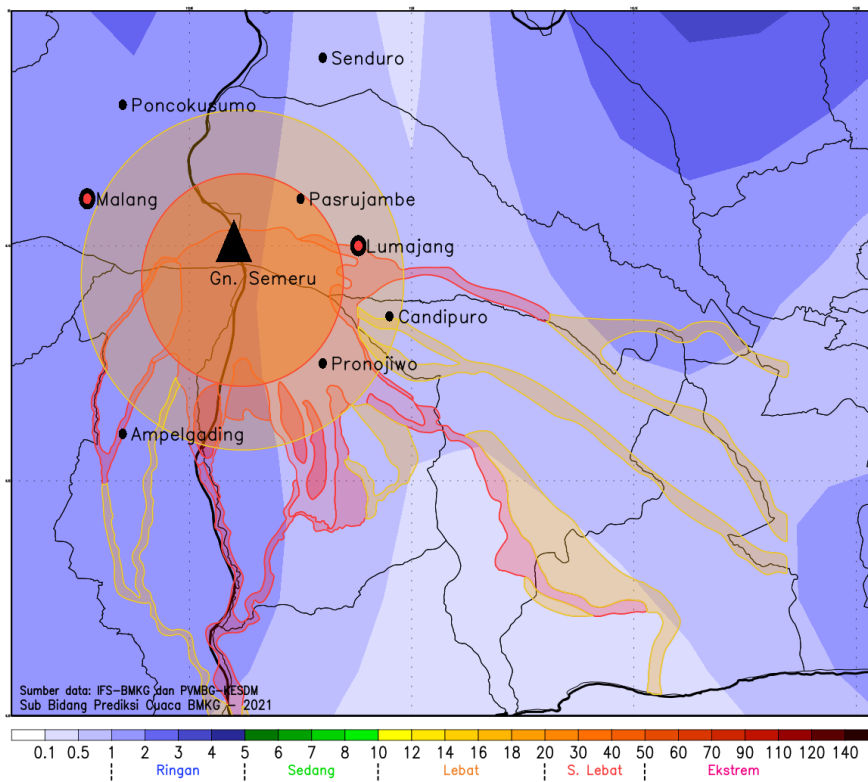 Senduro
Poncokusumo
Malang
Pasrujambe
Lumajang
Gn. Semeru
Candipuro
Pronojiwo
Ampelgading
Sumber data: IFS-BMKG dan PVMBG-KESDM
Sub Bidang Prediksi Cuaca BMKG - 2021
0.1 0.5 1 2 3 4 5 6 7 8 10 12 14 16 18 20 30 40 50 60 70 90 110 120 140
Ringan Sedang Lebat S. Lebat Ekstrem